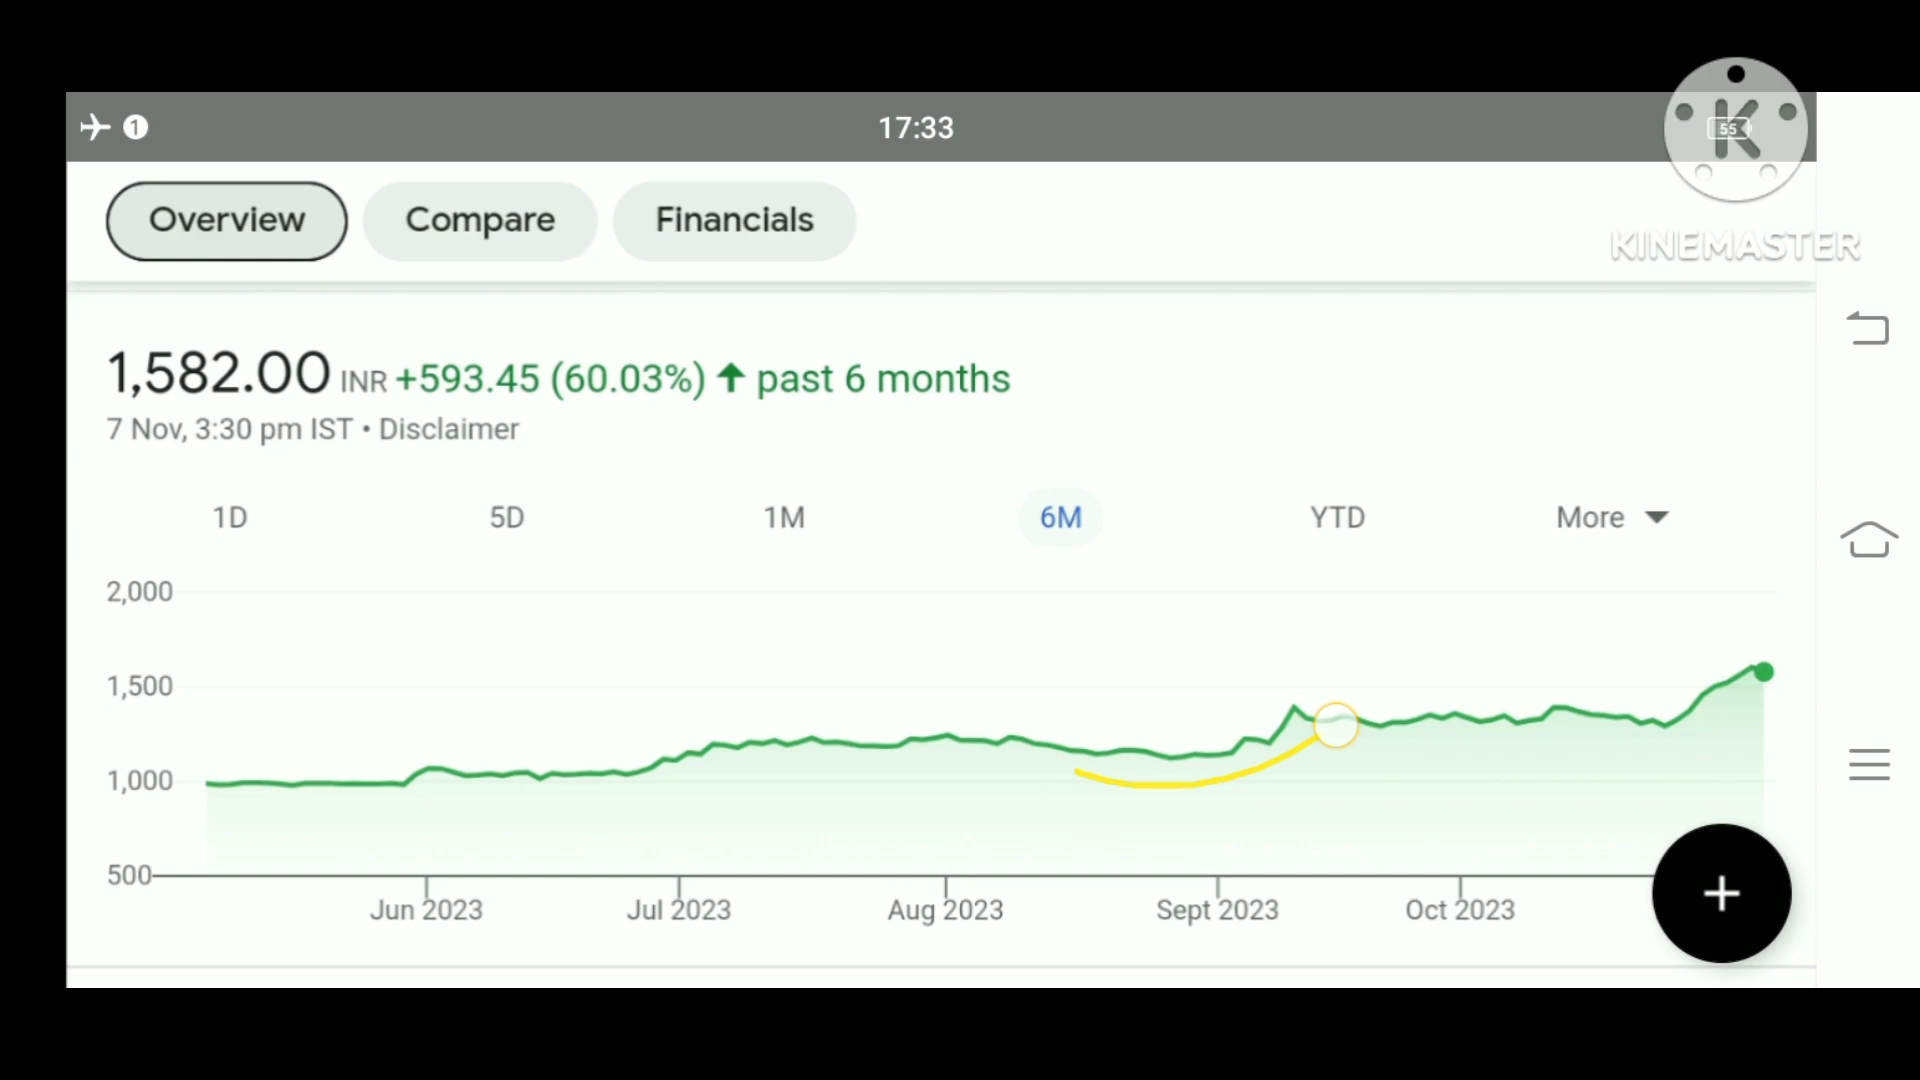 1 17:33 55
K
KINEMASTER
Overview Compare Financials
1,582.00 INR +593.45 (60.03%) ↑ past 6 months
7 Nov, 3:30 pm IST • Disclaimer
1D 5D 1M 6M YTD More
2,000
1,500
1,000
500
Jun 2023 Jul 2023 Aug 2023 Sept 2023 Oct 2023
+